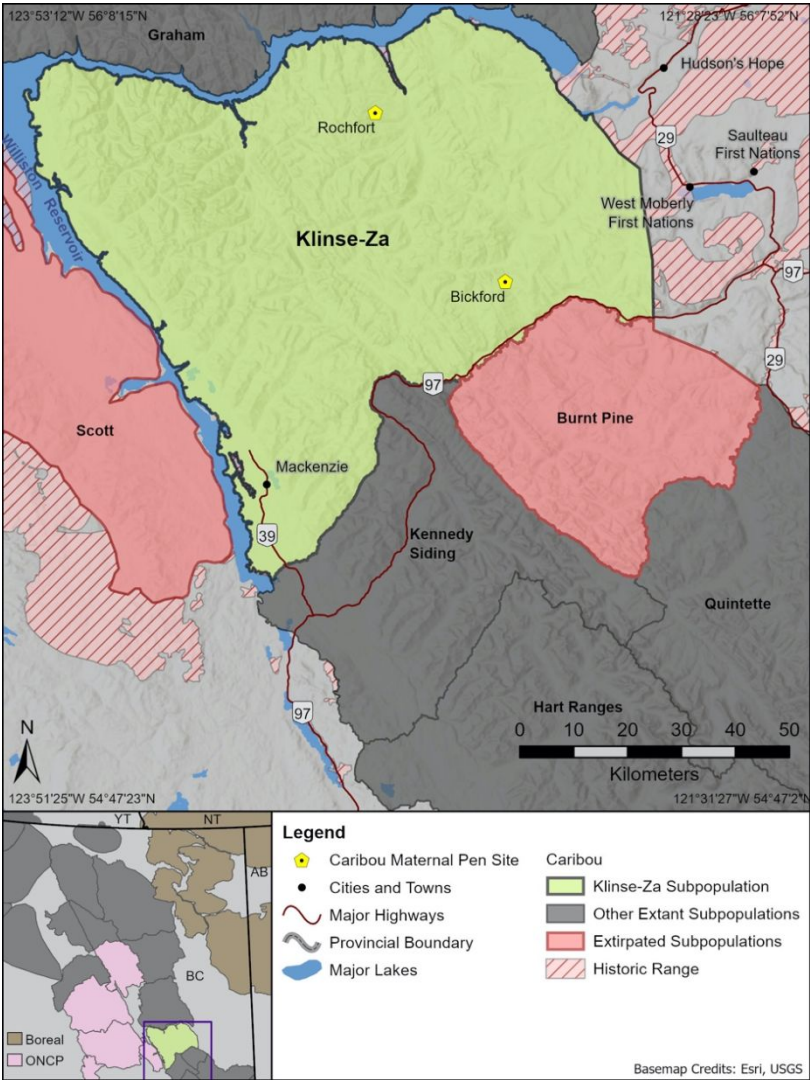 123°53'12"W 56°8'15"N
121°28'23"W 56°7'52"N
Graham
Hudson's Hope
Rochfort
29
Saulteau
First Nations
Williston
Reservoir
West Moberly
First Nations
Klinse-Za
97
Bickford
29
97
Scott
Burnt Pine
Mackenzie
39
Kennedy
Siding
Quintette
97
Hart Ranges
N
0 10 20 30 40 50
Kilometers
123°51'25"W 54°47'23"N
121°31'27"W 54°47'2"N
YT
NT
AB
BC
Boreal
ONCP
Legend
Caribou Maternal Pen Site
Cities and Towns
Major Highways
Provincial Boundary
Major Lakes
Caribou
Klinse-Za Subpopulation
Other Extant Subpopulations
Extirpated Subpopulations
Historic Range
Basemap Credits: Esri, USGS